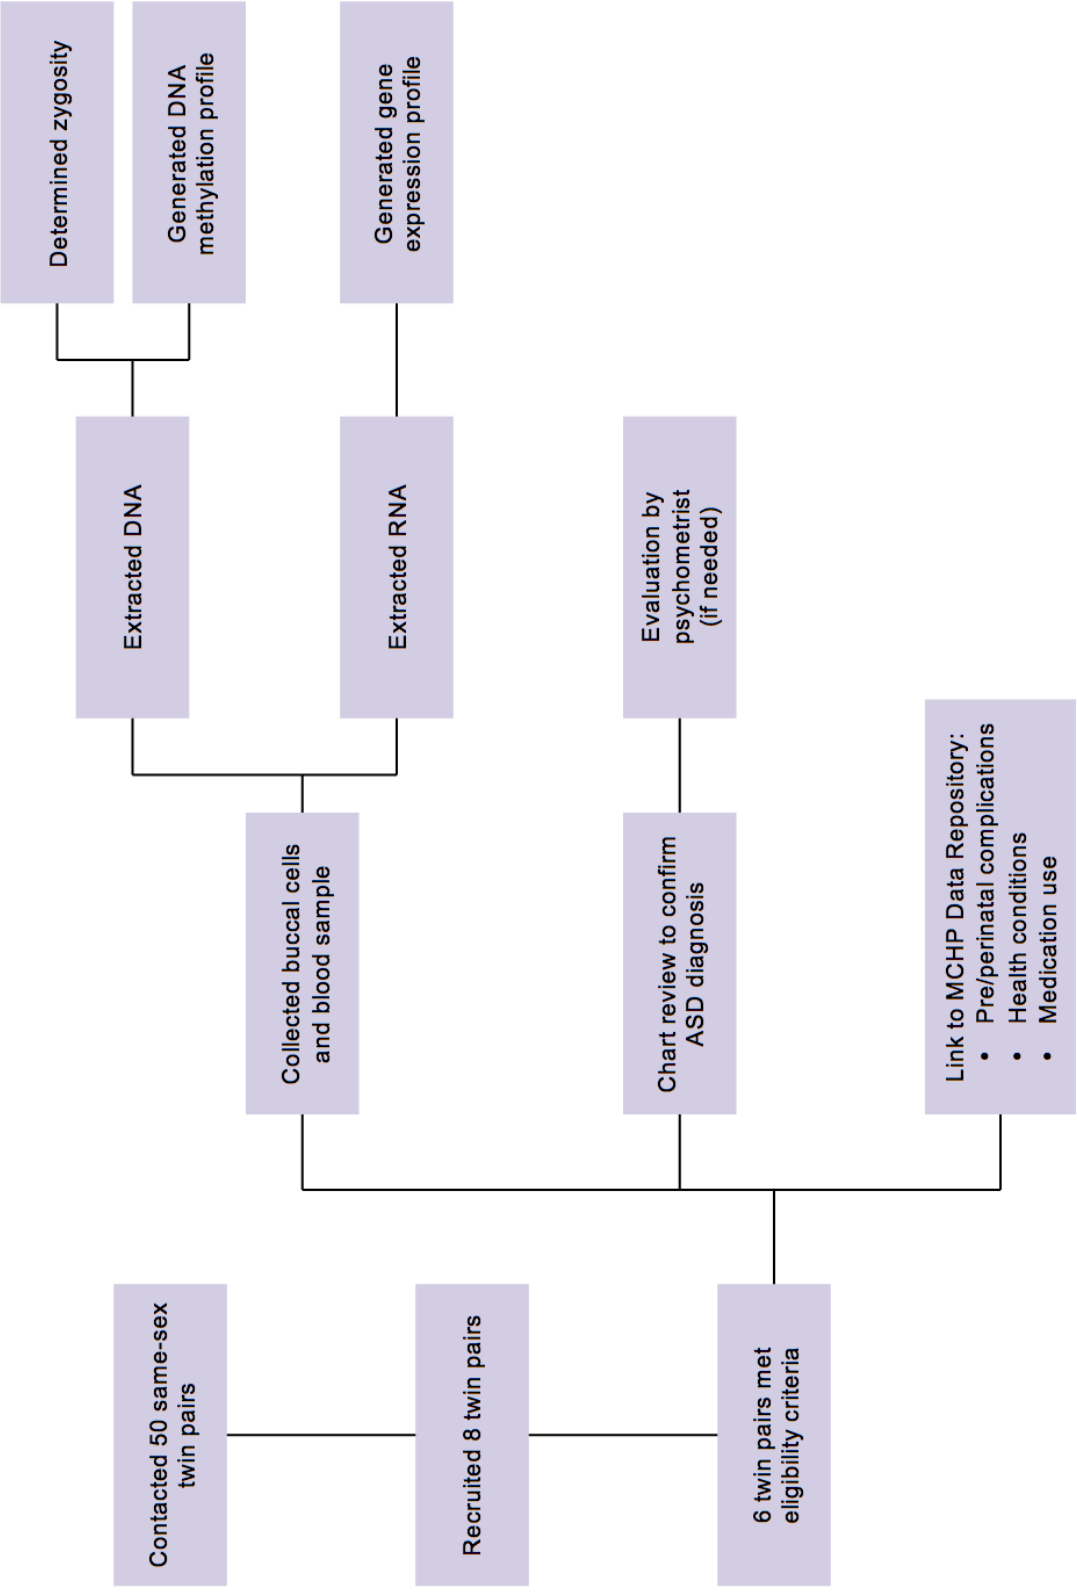 Contacted 50 same-sex
twin pairs
Recruited 8 twin pairs
6 twin pairs met
eligibility criteria
Collected buccal cells
and blood sample
Chart review to confirm
ASD diagnosis
Link to MCHP Data Repository:
• Pre/perinatal complications
• Health conditions
• Medication use
Extracted DNA
Extracted RNA
Evaluation by
psychometrist
(if needed)
Determined zygosity
Generated DNA
methylation profile
Generated gene
expression profile